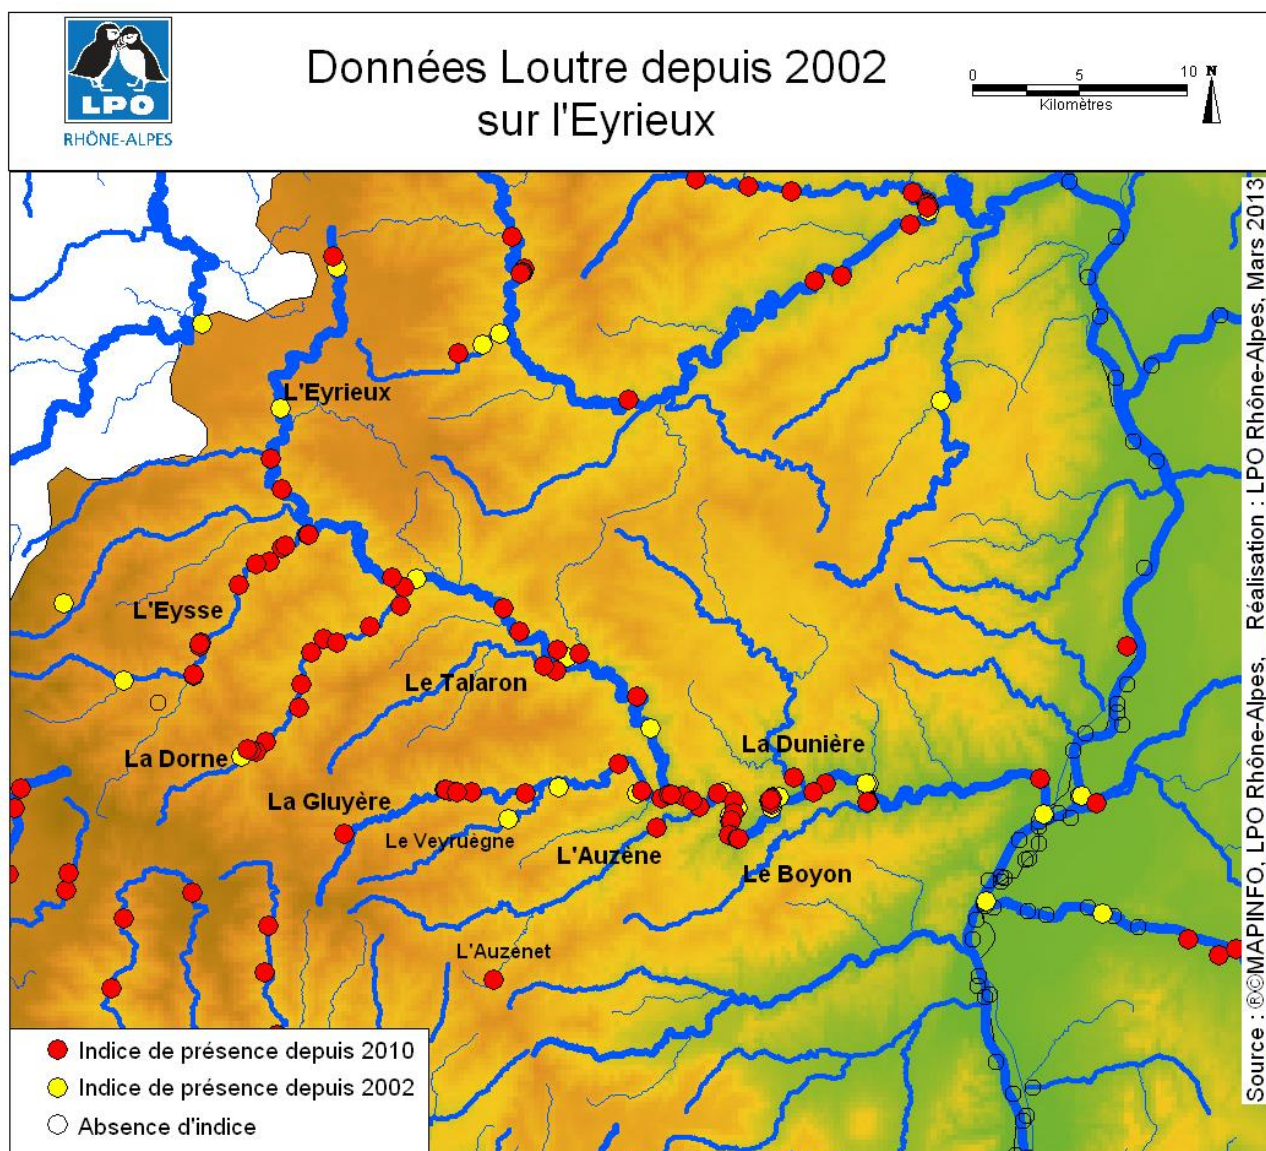 LPO
RHÔNE-ALPES
Données Loutre depuis 2002
sur l'Eyrieux
0 5 10 N
Kilomètres
L'Eyrieux
L'Eysse
Le Talaron
La Dorne
La Dunière
La Gluyère
Le Veyruègne
L'Auzène
Le Boyon
L'Auzenet
Indice de présence depuis 2010
Indice de présence depuis 2002
Absence d'indice
Source : ®©MAPINFO, LPO Rhône-Alpes, Réalisation : LPO Rhône-Alpes, Mars 2013